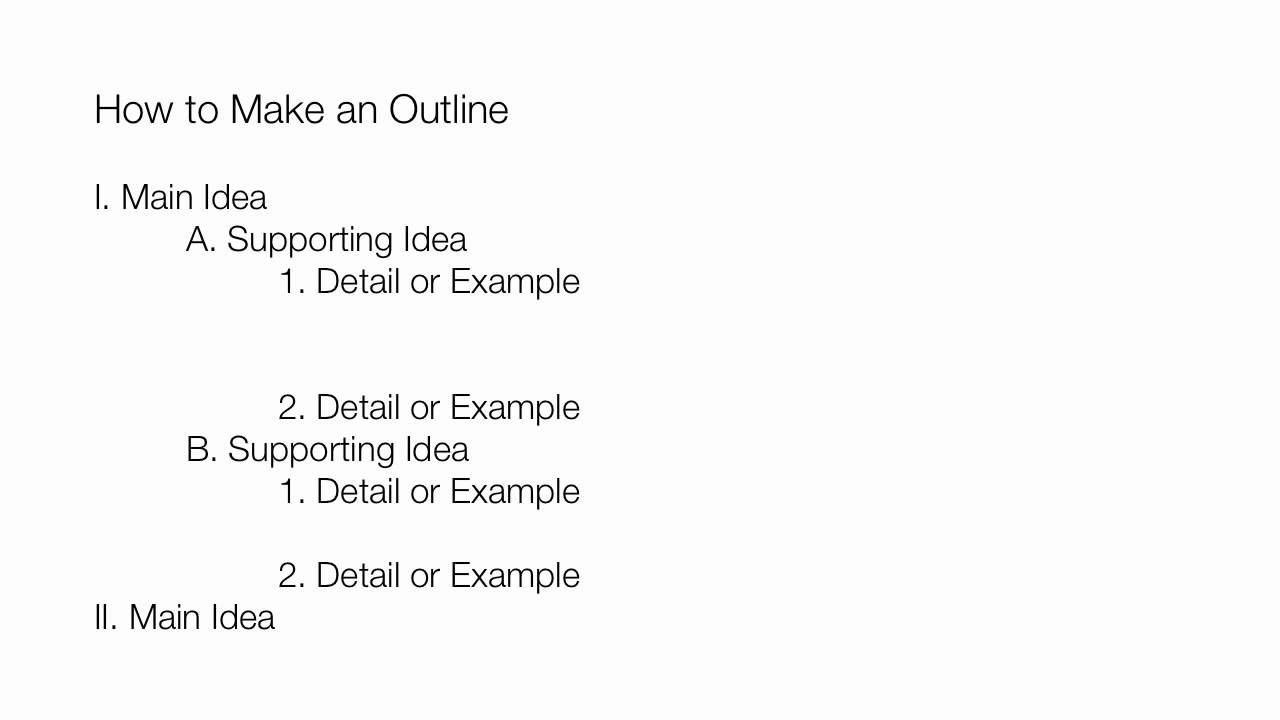 How to Make an Outline
I. Main Idea
A. Supporting Idea
1. Detail or Example
2. Detail or Example
B. Supporting Idea
1. Detail or Example
2. Detail or Example
II. Main Idea